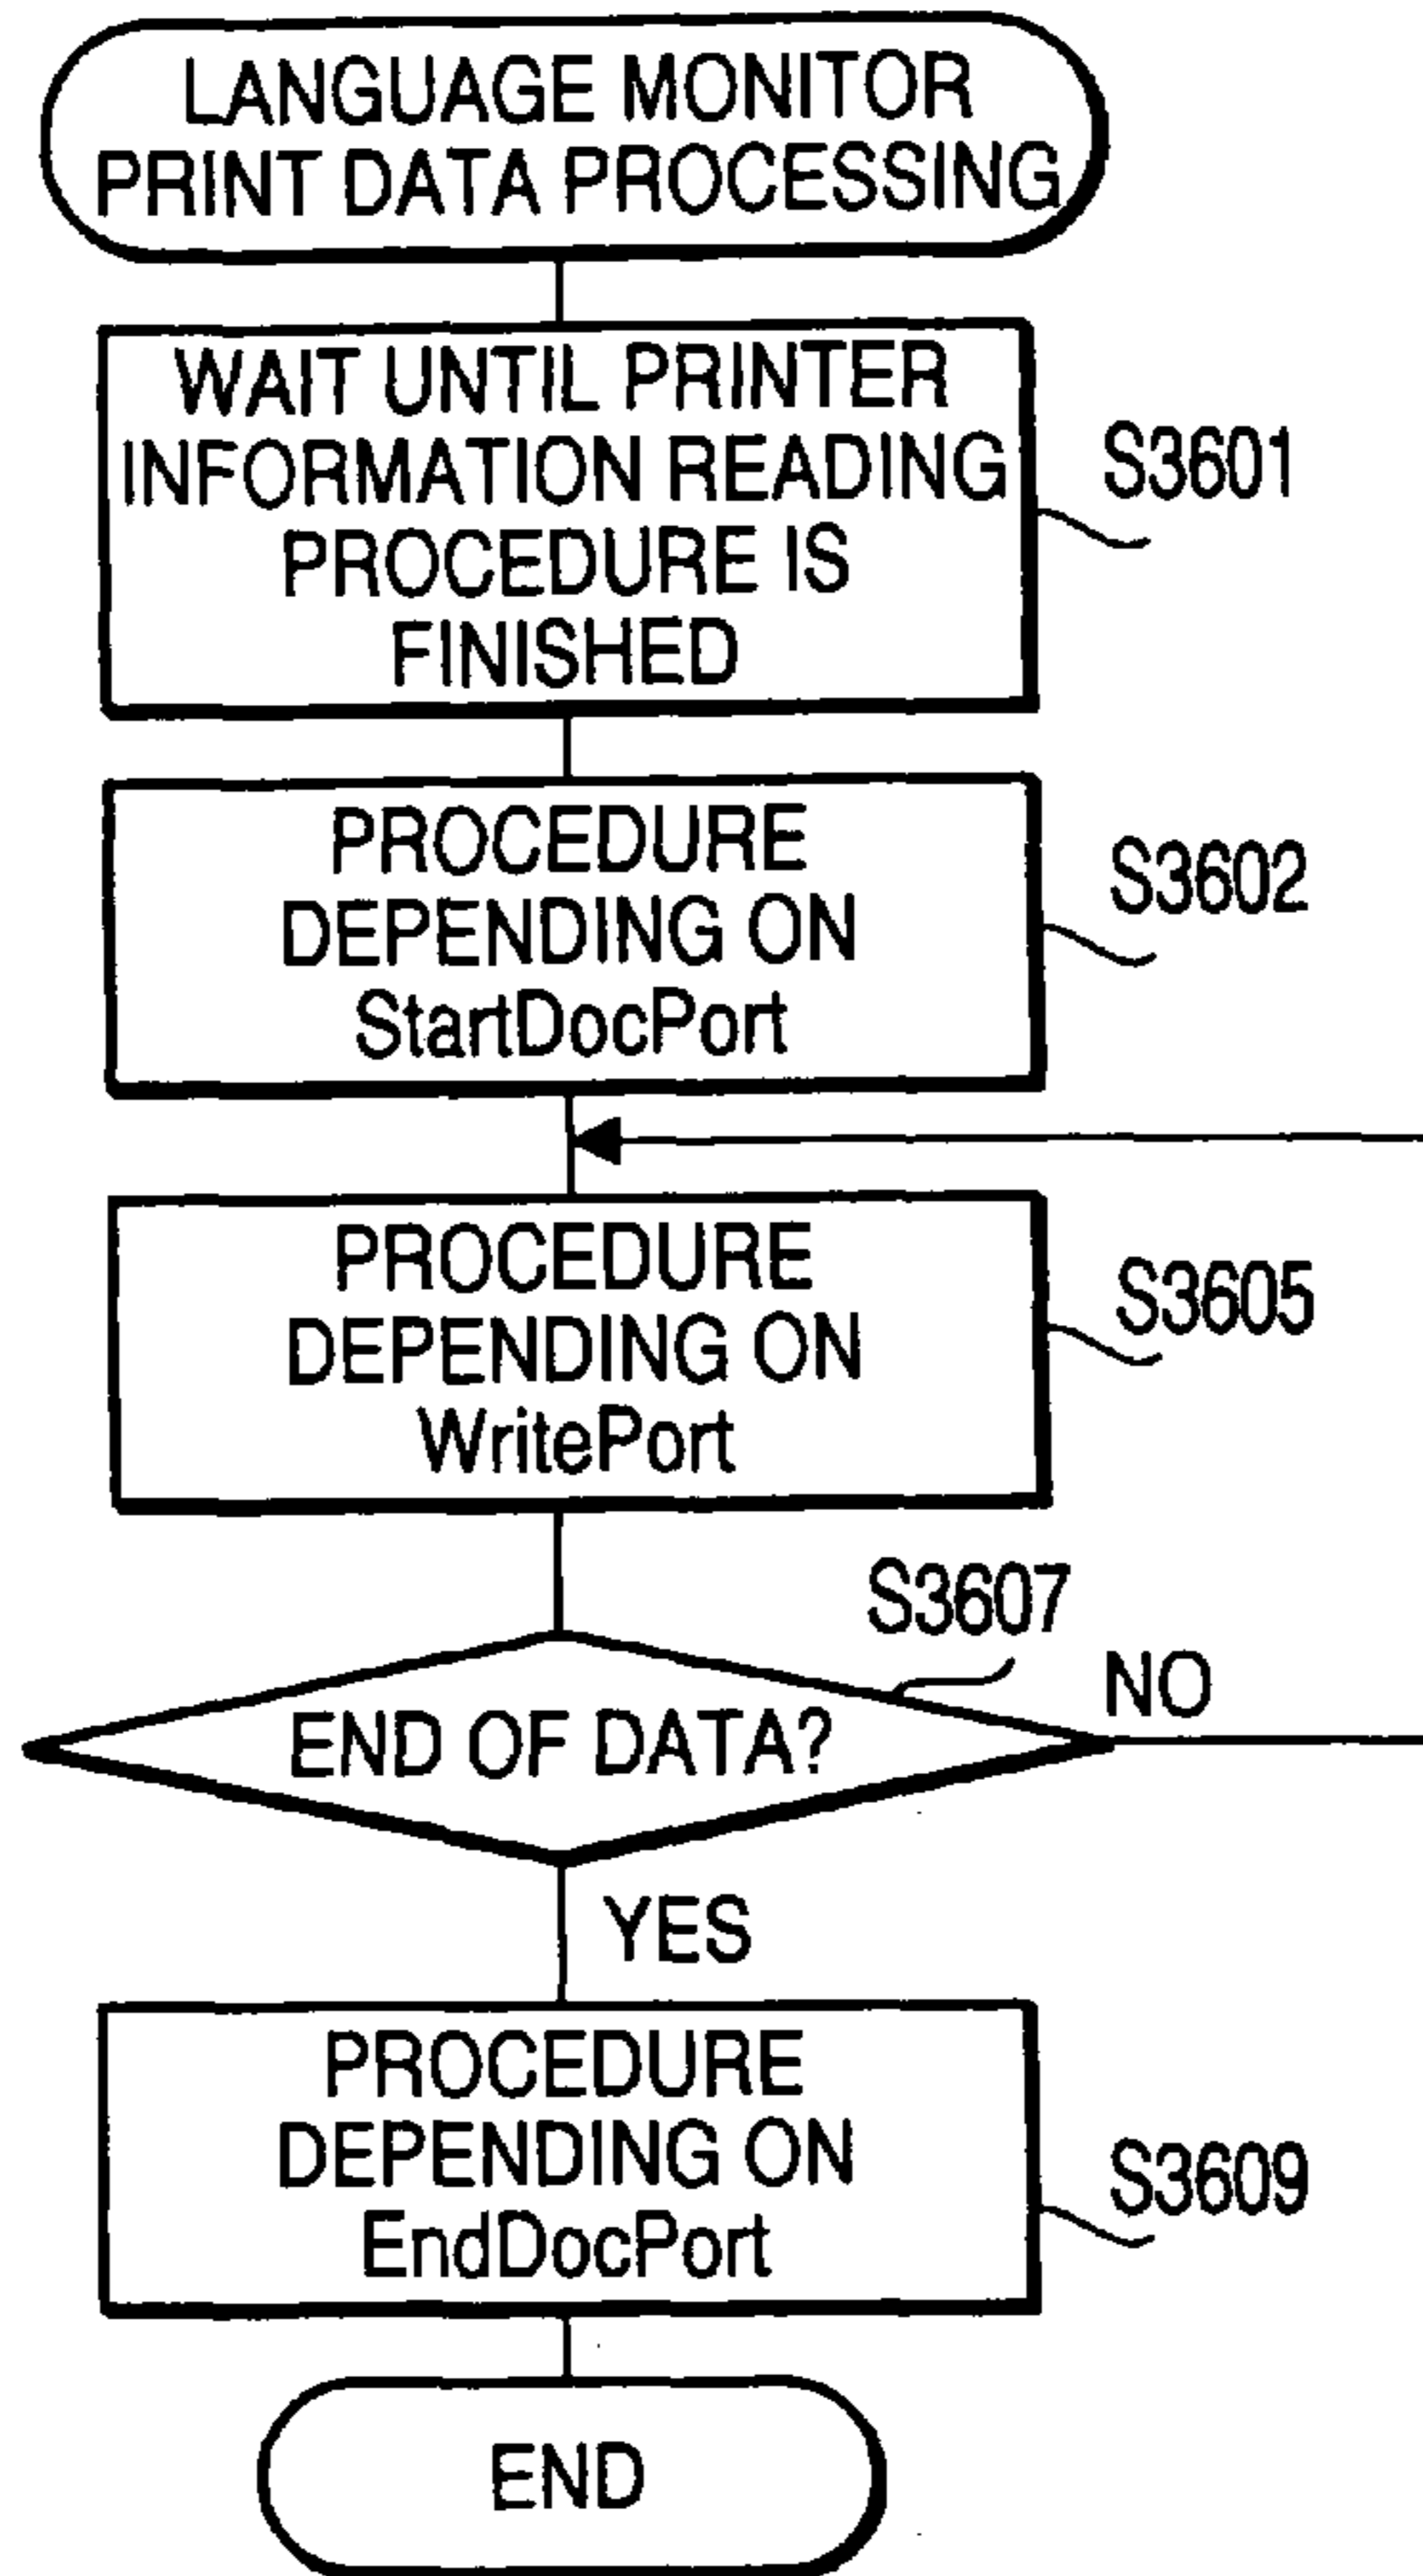 LANGUAGE MONITOR
PRINT DATA PROCESSING
WAIT UNTIL PRINTER
INFORMATION READING
PROCEDURE IS
FINISHED
S3601
PROCEDURE
DEPENDING ON
StartDocPort
S3602
PROCEDURE
DEPENDING ON
WritePort
S3605
S3607
END OF DATA?
NO
YES
PROCEDURE
DEPENDING ON
EndDocPort
S3609
END